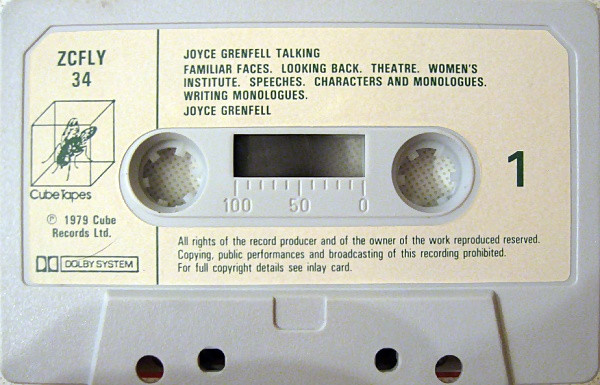 ZCFLY
34
JOYCE GRENFELL TALKING
FAMILIAR FACES. LOOKING BACK. THEATRE. WOMEN'S
INSTITUTE. SPEECHES. CHARACTERS AND MONOLOGUES.
WRITING MONOLOGUES.
JOYCE GRENFELL
CubeTapes
1
100 50 0
℗ 1979 Cube
Records Ltd.
DOLBY SYSTEM
All rights of the record producer and of the owner of the work reproduced reserved.
Copying, public performances and broadcasting of this recording prohibited.
For full copyright details see inlay card.